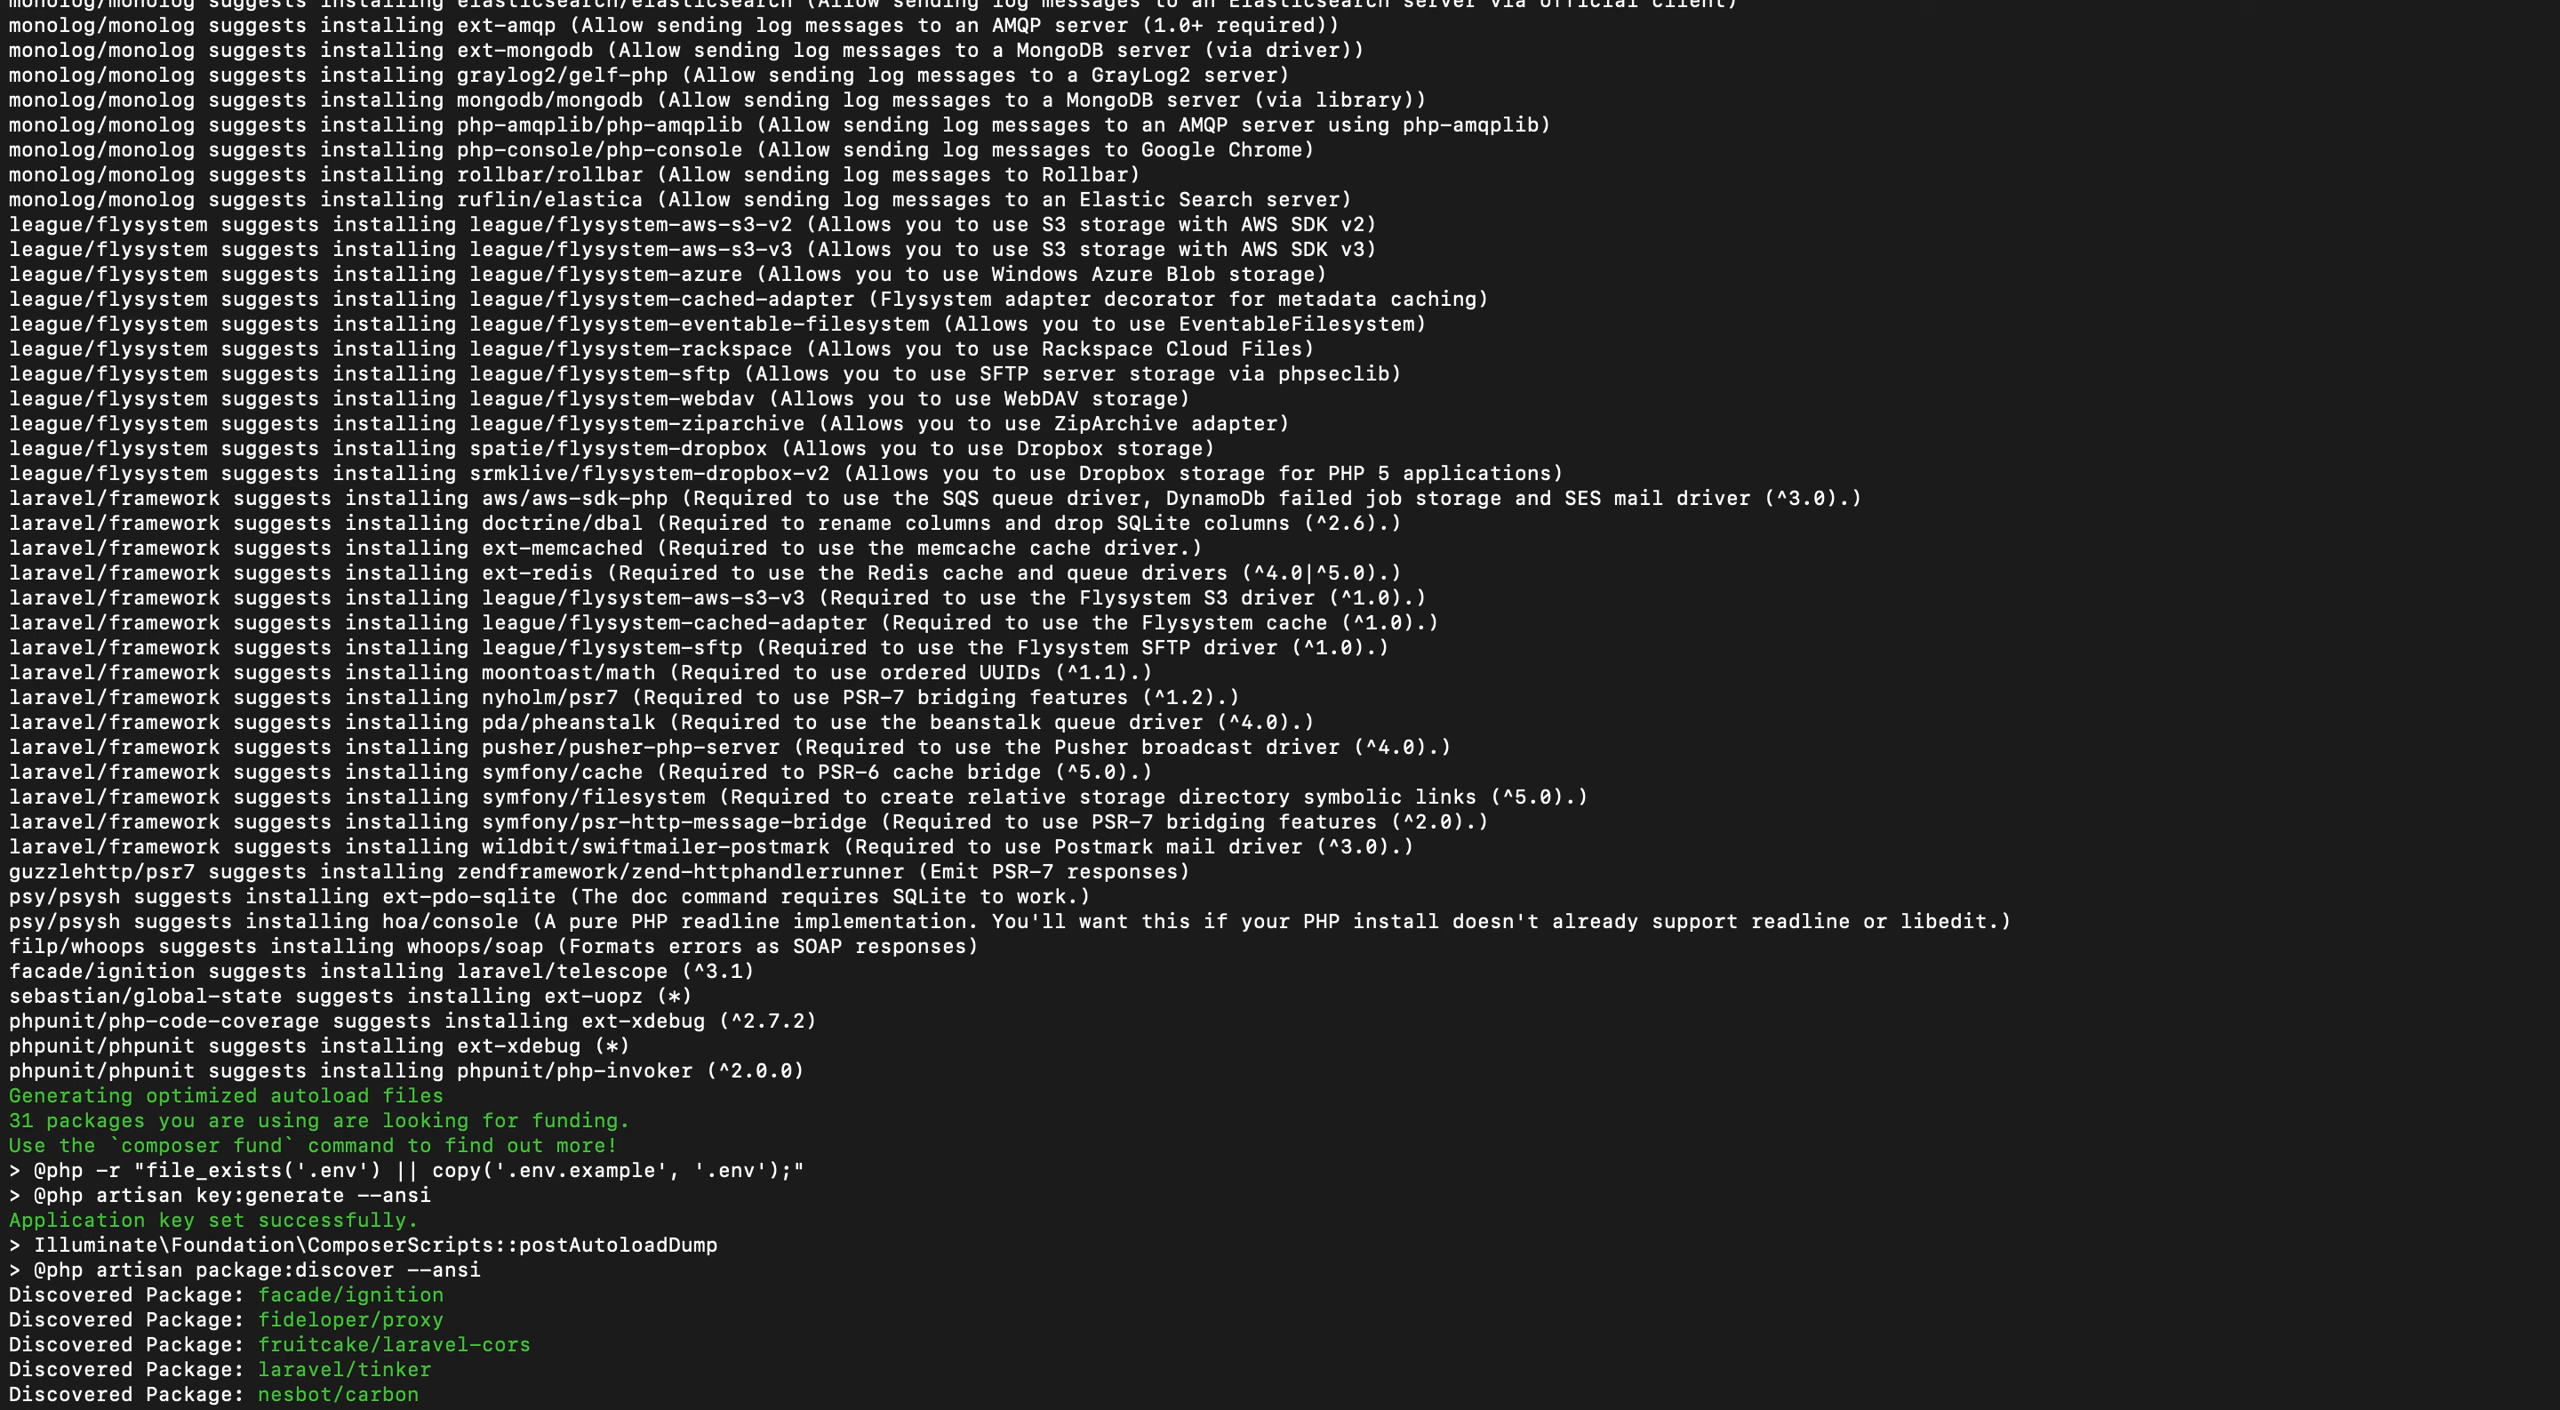 monolog/monolog suggests installing elasticsearch/elasticsearch (Allow sending log messages to an Elasticsearch server via official client)
monolog/monolog suggests installing ext-amqp (Allow sending log messages to an AMQP server (1.0+ required))
monolog/monolog suggests installing ext-mongodb (Allow sending log messages to a MongoDB server (via driver))
monolog/monolog suggests installing graylog2/gelf-php (Allow sending log messages to a GrayLog2 server)
monolog/monolog suggests installing mongodb/mongodb (Allow sending log messages to a MongoDB server (via library))
monolog/monolog suggests installing php-amqplib/php-amqplib (Allow sending log messages to an AMQP server using php-amqplib)
monolog/monolog suggests installing php-console/php-console (Allow sending log messages to Google Chrome)
monolog/monolog suggests installing rollbar/rollbar (Allow sending log messages to Rollbar)
monolog/monolog suggests installing ruflin/elastica (Allow sending log messages to an Elastic Search server)
league/flysystem suggests installing league/flysystem-aws-s3-v2 (Allows you to use S3 storage with AWS SDK v2)
league/flysystem suggests installing league/flysystem-aws-s3-v3 (Allows you to use S3 storage with AWS SDK v3)
league/flysystem suggests installing league/flysystem-azure (Allows you to use Windows Azure Blob storage)
league/flysystem suggests installing league/flysystem-cached-adapter (Flysystem adapter decorator for metadata caching)
league/flysystem suggests installing league/flysystem-eventable-filesystem (Allows you to use EventableFilesystem)
league/flysystem suggests installing league/flysystem-rackspace (Allows you to use Rackspace Cloud Files)
league/flysystem suggests installing league/flysystem-sftp (Allows you to use SFTP server storage via phpseclib)
league/flysystem suggests installing league/flysystem-webdav (Allows you to use WebDAV storage)
league/flysystem suggests installing league/flysystem-ziparchive (Allows you to use ZipArchive adapter)
league/flysystem suggests installing spatie/flysystem-dropbox (Allows you to use Dropbox storage)
league/flysystem suggests installing srmklive/flysystem-dropbox-v2 (Allows you to use Dropbox storage for PHP 5 applications)
laravel/framework suggests installing aws/aws-sdk-php (Required to use the SQS queue driver, DynamoDb failed job storage and SES mail driver (^3.0).)
laravel/framework suggests installing doctrine/dbal (Required to rename columns and drop SQLite columns (^2.6).)
laravel/framework suggests installing ext-memcached (Required to use the memcache cache driver.)
laravel/framework suggests installing ext-redis (Required to use the Redis cache and queue drivers (^4.0|^5.0).)
laravel/framework suggests installing league/flysystem-aws-s3-v3 (Required to use the Flysystem S3 driver (^1.0).)
laravel/framework suggests installing league/flysystem-cached-adapter (Required to use the Flysystem cache (^1.0).)
laravel/framework suggests installing league/flysystem-sftp (Required to use the Flysystem SFTP driver (^1.0).)
laravel/framework suggests installing moontoast/math (Required to use ordered UUIDs (^1.1).)
laravel/framework suggests installing nyholm/psr7 (Required to use PSR-7 bridging features (^1.2).)
laravel/framework suggests installing pda/pheanstalk (Required to use the beanstalk queue driver (^4.0).)
laravel/framework suggests installing pusher/pusher-php-server (Required to use the Pusher broadcast driver (^4.0).)
laravel/framework suggests installing symfony/cache (Required to PSR-6 cache bridge (^5.0).)
laravel/framework suggests installing symfony/filesystem (Required to create relative storage directory symbolic links (^5.0).)
laravel/framework suggests installing symfony/psr-http-message-bridge (Required to use PSR-7 bridging features (^2.0).)
laravel/framework suggests installing wildbit/swiftmailer-postmark (Required to use Postmark mail driver (^3.0).)
guzzlehttp/psr7 suggests installing zendframework/zend-httphandlerrunner (Emit PSR-7 responses)
psy/psysh suggests installing ext-pdo-sqlite (The doc command requires SQLite to work.)
psy/psysh suggests installing hoa/console (A pure PHP readline implementation. You'll want this if your PHP install doesn't already support readline or libedit.)
filp/whoops suggests installing whoops/soap (Formats errors as SOAP responses)
facade/ignition suggests installing laravel/telescope (^3.1)
sebastian/global-state suggests installing ext-uopz (*)
phpunit/php-code-coverage suggests installing ext-xdebug (^2.7.2)
phpunit/phpunit suggests installing ext-xdebug (*)
phpunit/phpunit suggests installing phpunit/php-invoker (^2.0.0)
Generating optimized autoload files
31 packages you are using are looking for funding.
Use the `composer fund` command to find out more!
> @php -r "file_exists('.env') || copy('.env.example', '.env');"
> @php artisan key:generate --ansi
Application key set successfully.
> Illuminate\Foundation\ComposerScripts::postAutoloadDump
> @php artisan package:discover --ansi
Discovered Package: facade/ignition
Discovered Package: fideloper/proxy
Discovered Package: fruitcake/laravel-cors
Discovered Package: laravel/tinker
Discovered Package: nesbot/carbon